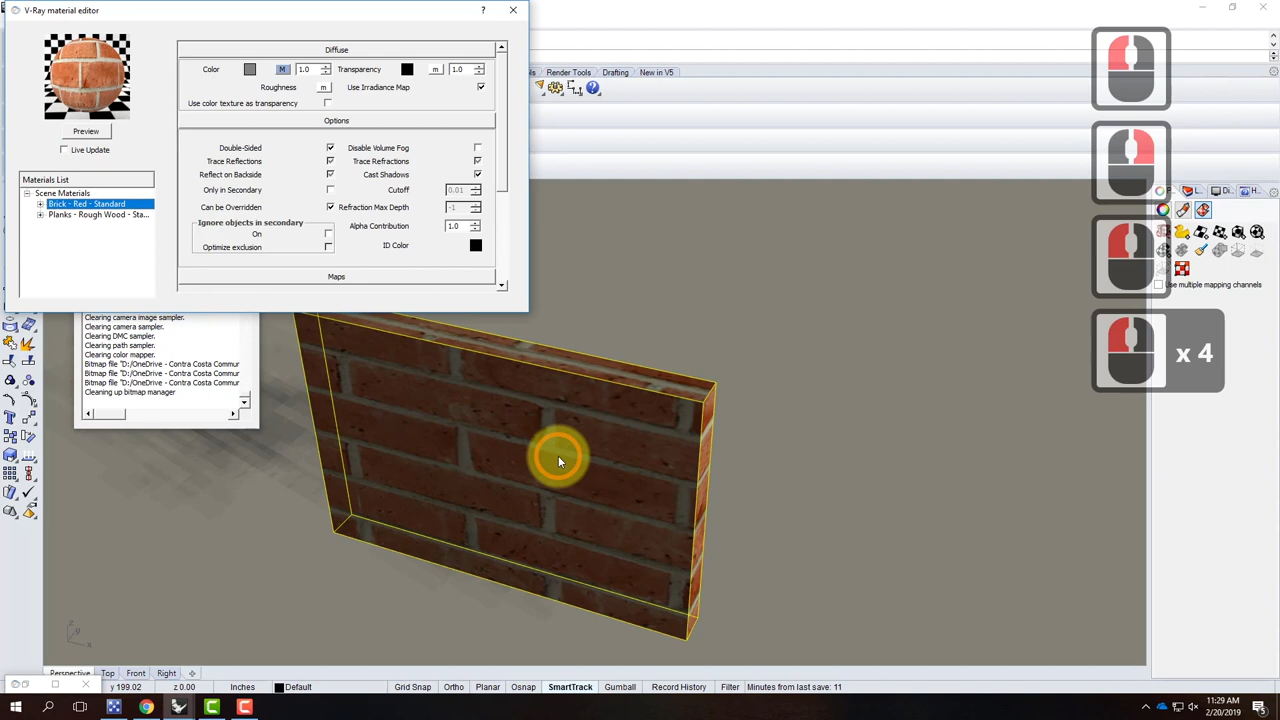 V-Ray material editor
?
Diffuse
Color M 1.0 Transparency m 1.0
Roughness m Use Irradiance Map
Use color texture as transparency
Preview
Options
Live Update
Double-Sided Disable Volume Fog
Trace Reflections Trace Refractions
Reflect on Backside Cast Shadows
Only in Secondary Cutoff 0.01
Can be Overridden Refraction Max Depth -1
Ignore objects in secondary
On
Alpha Contribution 1.0
Optimize exclusion
ID Color
Maps
Materials List
Scene Materials
Brick - Red - Standard
Planks - Rough Wood - Sta...
Render Tools Drafting New in V5
Di...
H...
Use multiple mapping channels
x 4
Clearing camera image sampler.
Clearing DMC sampler.
Clearing path sampler.
Clearing color mapper.
Bitmap file "D:/OneDrive - Contra Costa Commur
Bitmap file "D:/OneDrive - Contra Costa Commur
Bitmap file "D:/OneDrive - Contra Costa Commur
Cleaning up bitmap manager
z
y
x
Perspective Top Front Right
y 199.02 z 0.00 Inches Default Grid Snap Ortho Planar Osnap SmartTrack Gumball Record History Filter Minutes from last save: 11
11:29 AM
2/20/2019